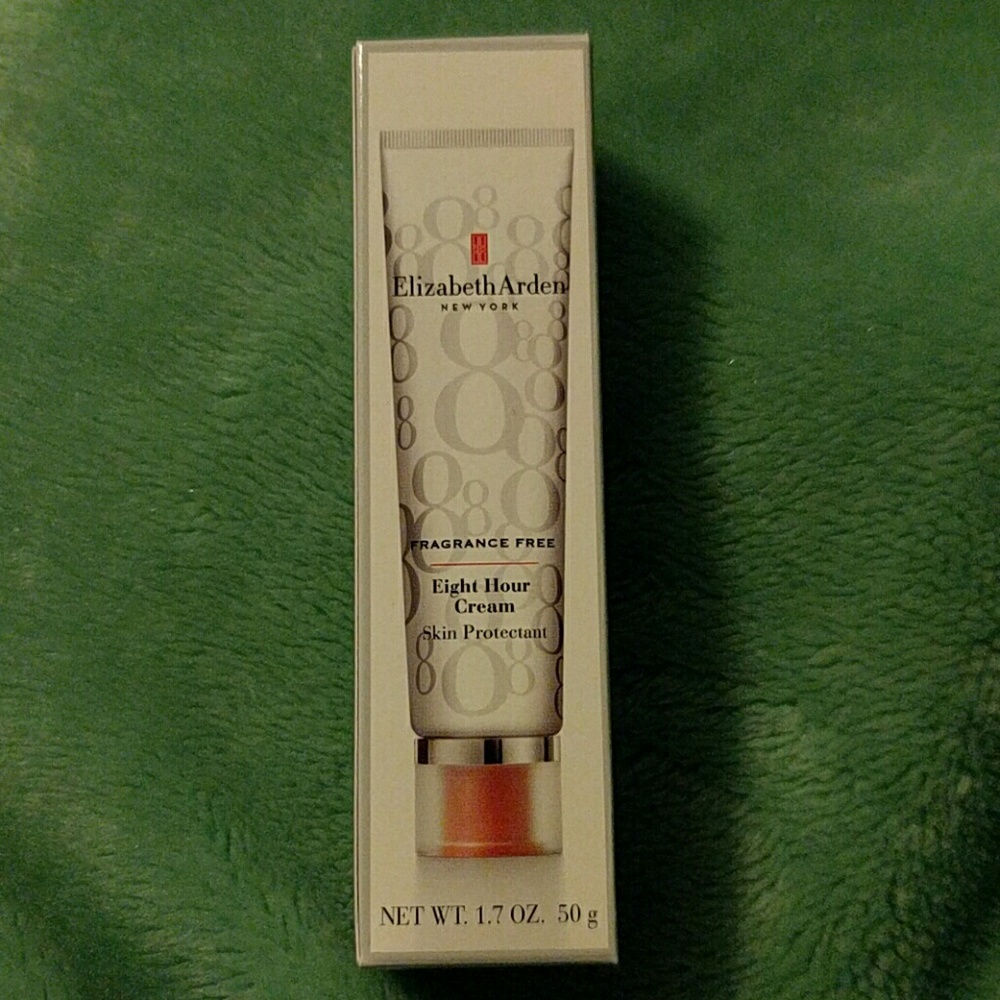 Elizabeth Arden
NEW YORK
FRAGRANCE FREE
Eight Hour
Cream
Skin Protectant
NET WT. 1.7 OZ. 50 g